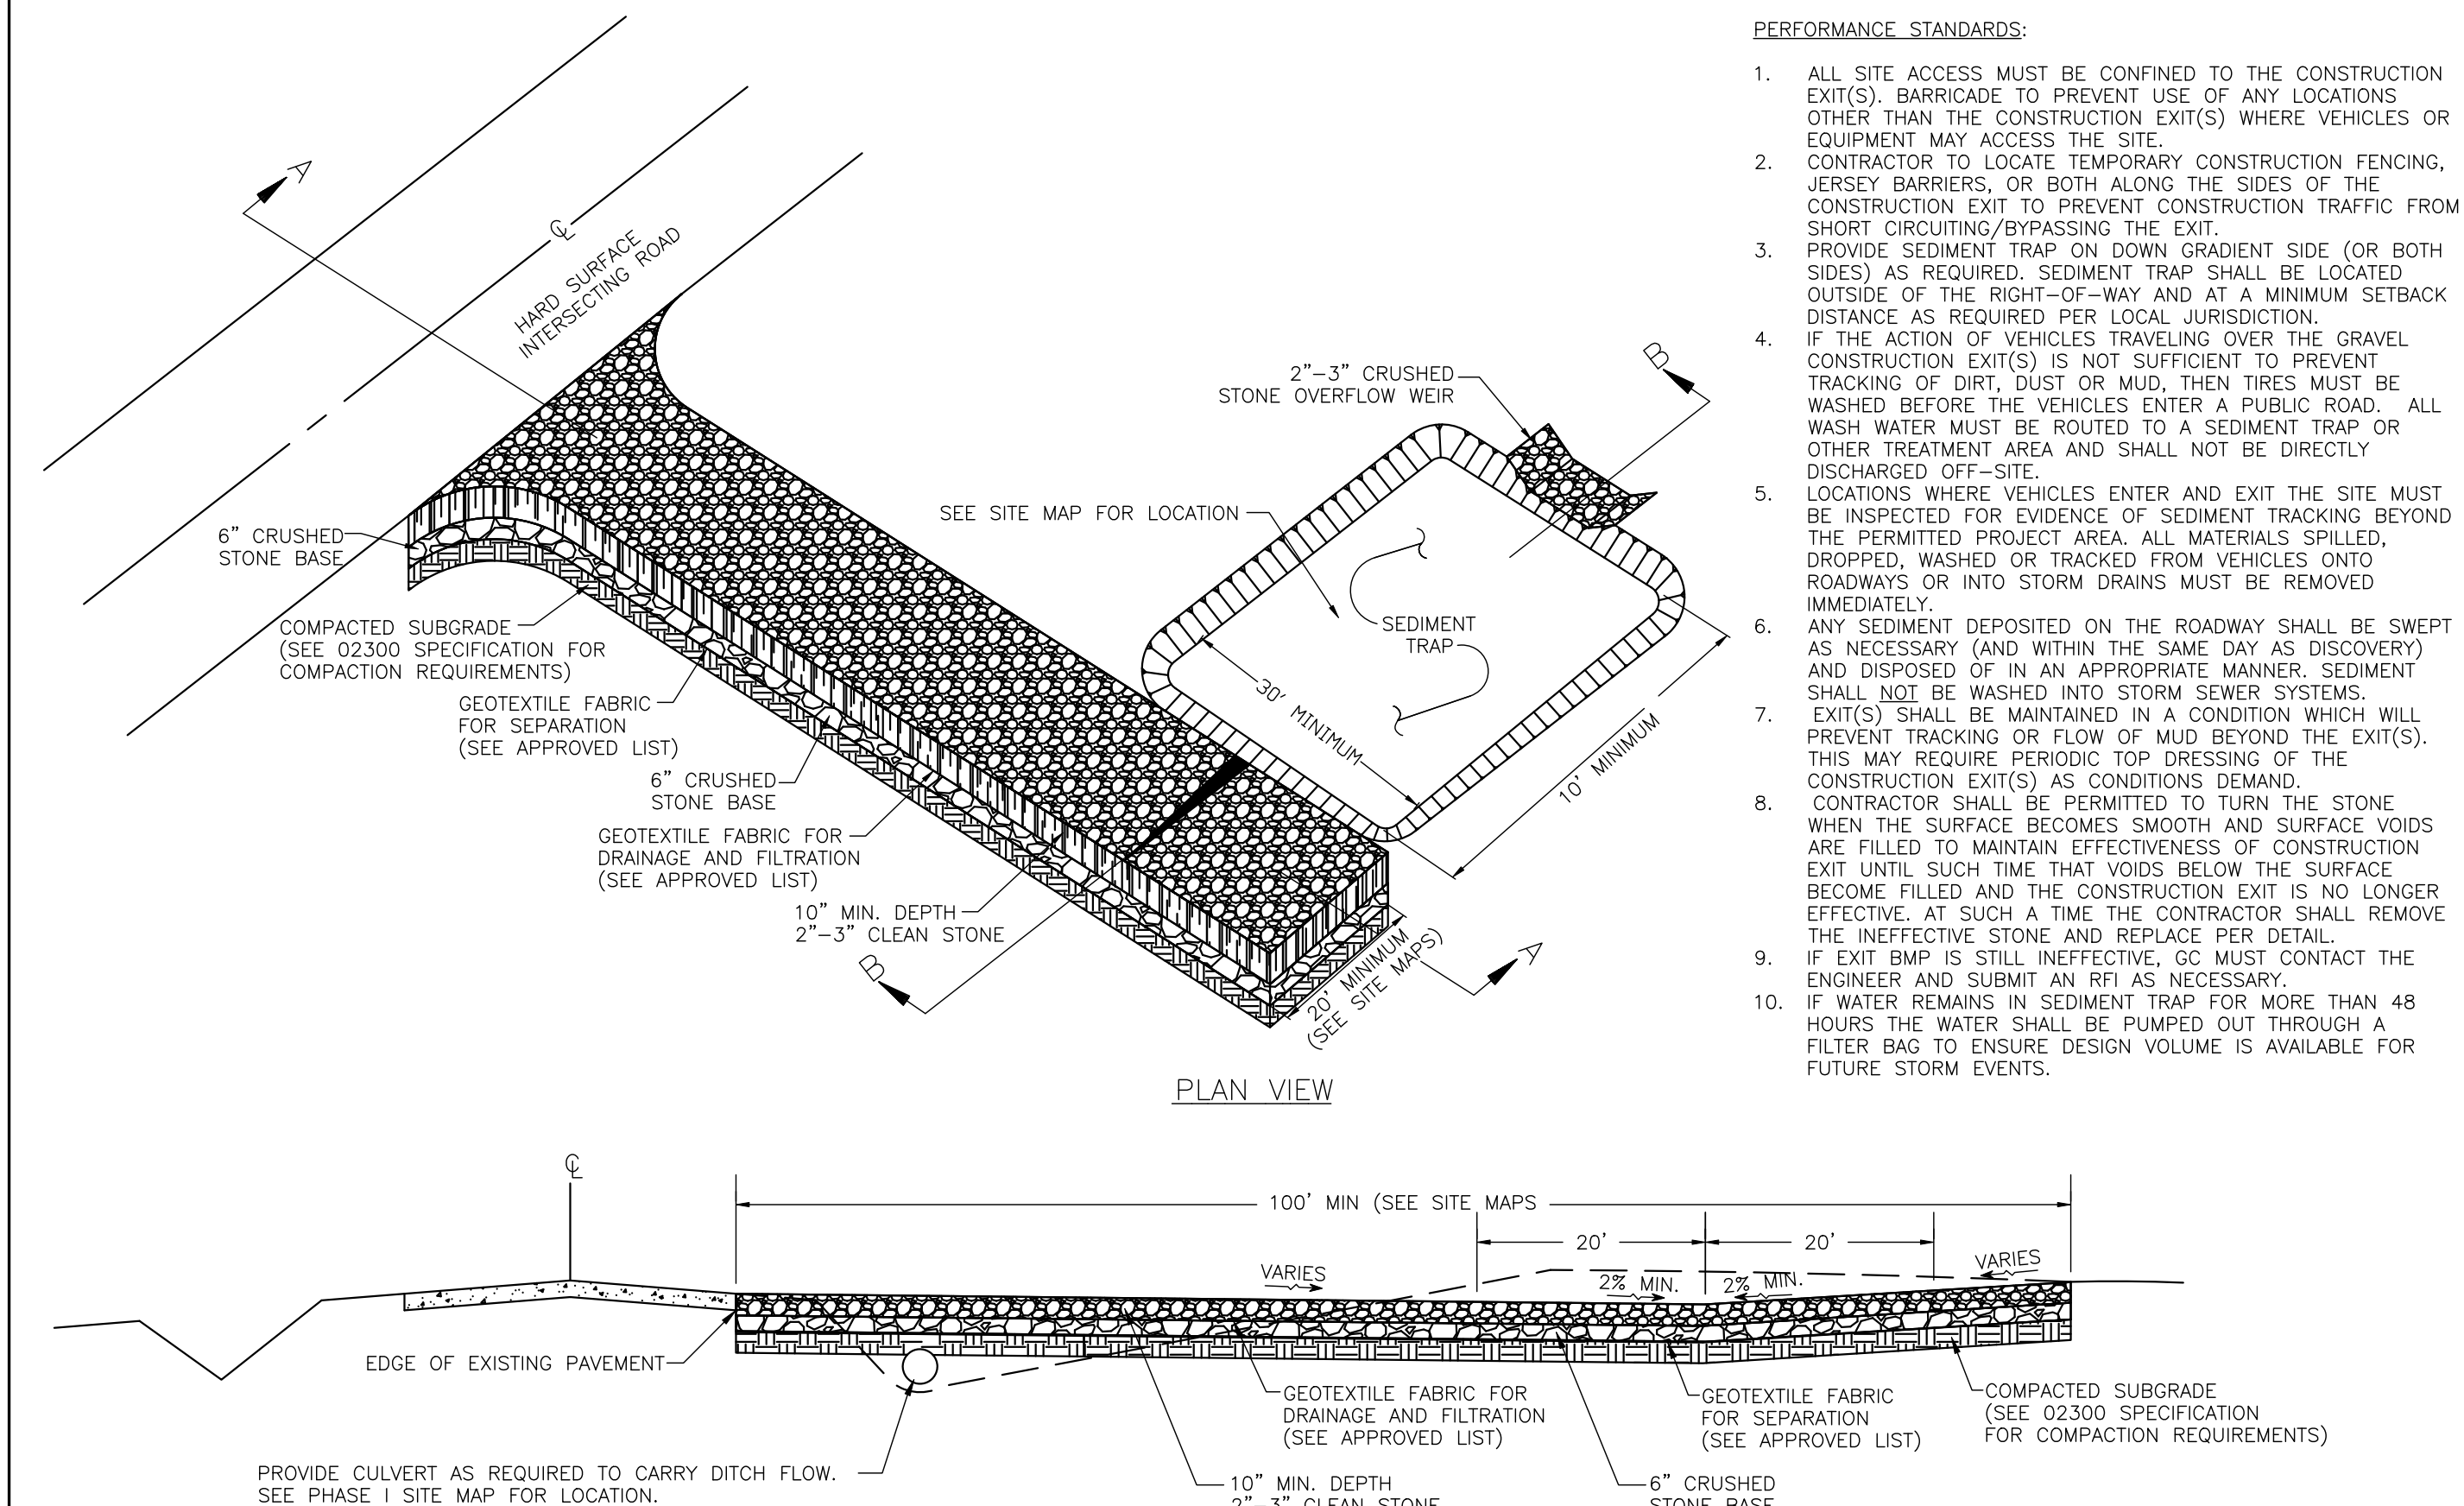 PERFORMANCE STANDARDS:
1. ALL SITE ACCESS MUST BE CONFINED TO THE CONSTRUCTION
EXIT(S). BARRICADE TO PREVENT USE OF ANY LOCATIONS
OTHER THAN THE CONSTRUCTION EXIT(S) WHERE VEHICLES OR
EQUIPMENT MAY ACCESS THE SITE.
2. CONTRACTOR TO LOCATE TEMPORARY CONSTRUCTION FENCING,
JERSEY BARRIERS, OR BOTH ALONG THE SIDES OF THE
CONSTRUCTION EXIT TO PREVENT CONSTRUCTION TRAFFIC FROM
SHORT CIRCUITING/BYPASSING THE EXIT.
3. PROVIDE SEDIMENT TRAP ON DOWN GRADIENT SIDE (OR BOTH
SIDES) AS REQUIRED. SEDIMENT TRAP SHALL BE LOCATED
OUTSIDE OF THE RIGHT-OF-WAY AND AT A MINIMUM SETBACK
DISTANCE AS REQUIRED PER LOCAL JURISDICTION.
4. IF THE ACTION OF VEHICLES TRAVELING OVER THE GRAVEL
CONSTRUCTION EXIT(S) IS NOT SUFFICIENT TO PREVENT
TRACKING OF DIRT, DUST OR MUD, THEN TIRES MUST BE
WASHED BEFORE THE VEHICLES ENTER A PUBLIC ROAD. ALL
WASH WATER MUST BE ROUTED TO A SEDIMENT TRAP OR
OTHER TREATMENT AREA AND SHALL NOT BE DIRECTLY
DISCHARGED OFF-SITE.
5. LOCATIONS WHERE VEHICLES ENTER AND EXIT THE SITE MUST
BE INSPECTED FOR EVIDENCE OF SEDIMENT TRACKING BEYOND
THE PERMITTED PROJECT AREA. ALL MATERIALS SPILLED,
DROPPED, WASHED OR TRACKED FROM VEHICLES ONTO
ROADWAYS OR INTO STORM DRAINS MUST BE REMOVED
IMMEDIATELY.
6. ANY SEDIMENT DEPOSITED ON THE ROADWAY SHALL BE SWEPT
AS NECESSARY (AND WITHIN THE SAME DAY AS DISCOVERY)
AND DISPOSED OF IN AN APPROPRIATE MANNER. SEDIMENT
SHALL NOT BE WASHED INTO STORM SEWER SYSTEMS.
7. EXIT(S) SHALL BE MAINTAINED IN A CONDITION WHICH WILL
PREVENT TRACKING OR FLOW OF MUD BEYOND THE EXIT(S).
THIS MAY REQUIRE PERIODIC TOP DRESSING OF THE
CONSTRUCTION EXIT(S) AS CONDITIONS DEMAND.
8. CONTRACTOR SHALL BE PERMITTED TO TURN THE STONE
WHEN THE SURFACE BECOMES SMOOTH AND SURFACE VOIDS
ARE FILLED TO MAINTAIN EFFECTIVENESS OF CONSTRUCTION
EXIT UNTIL SUCH TIME THAT VOIDS BELOW THE SURFACE
BECOME FILLED AND THE CONSTRUCTION EXIT IS NO LONGER
EFFECTIVE. AT SUCH A TIME THE CONTRACTOR SHALL REMOVE
THE INEFFECTIVE STONE AND REPLACE PER DETAIL.
9. IF EXIT BMP IS STILL INEFFECTIVE, GC MUST CONTACT THE
ENGINEER AND SUBMIT AN RFI AS NECESSARY.
10. IF WATER REMAINS IN SEDIMENT TRAP FOR MORE THAN 48
HOURS THE WATER SHALL BE PUMPED OUT THROUGH A
FILTER BAG TO ENSURE DESIGN VOLUME IS AVAILABLE FOR
FUTURE STORM EVENTS.
A
℄
HARD SURFACE
INTERSECTING ROAD
2"-3" CRUSHED
STONE OVERFLOW WEIR
B
SEE SITE MAP FOR LOCATION
6" CRUSHED
STONE BASE
SEDIMENT
TRAP
COMPACTED SUBGRADE
(SEE 02300 SPECIFICATION FOR
COMPACTION REQUIREMENTS)
30' MINIMUM
10' MINIMUM
GEOTEXTILE FABRIC
FOR SEPARATION
(SEE APPROVED LIST)
6" CRUSHED
STONE BASE
GEOTEXTILE FABRIC FOR
DRAINAGE AND FILTRATION
(SEE APPROVED LIST)
10" MIN. DEPTH
2"-3" CLEAN STONE
B
20' MINIMUM
(SEE SITE MAPS)
A
PLAN VIEW
℄
100' MIN (SEE SITE MAPS
20'
20'
VARIES
2% MIN.
2% MIN.
VARIES
EDGE OF EXISTING PAVEMENT
GEOTEXTILE FABRIC FOR
DRAINAGE AND FILTRATION
(SEE APPROVED LIST)
GEOTEXTILE FABRIC
FOR SEPARATION
(SEE APPROVED LIST)
COMPACTED SUBGRADE
(SEE 02300 SPECIFICATION
FOR COMPACTION REQUIREMENTS)
PROVIDE CULVERT AS REQUIRED TO CARRY DITCH FLOW.
SEE PHASE I SITE MAP FOR LOCATION.
10" MIN. DEPTH
2"-3" CLEAN STONE
6" CRUSHED
STONE BASE